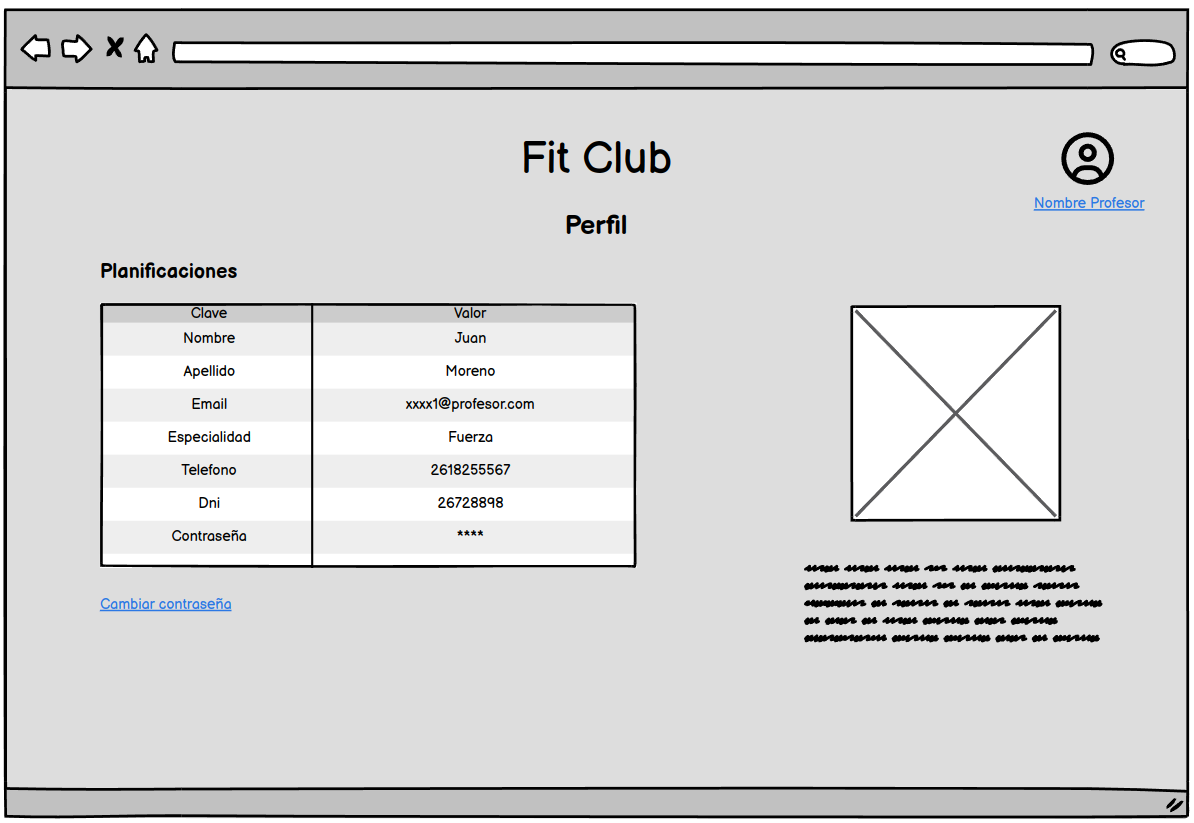 Fit Club
Nombre Profesor
Perfil
Planificaciones
Clave Valor
Nombre Juan
Apellido Moreno
Email xxxx1@profesor.com
Especialidad Fuerza
Telefono 2618255567
Dni 26728898
Contraseña ****
Cambiar contraseña